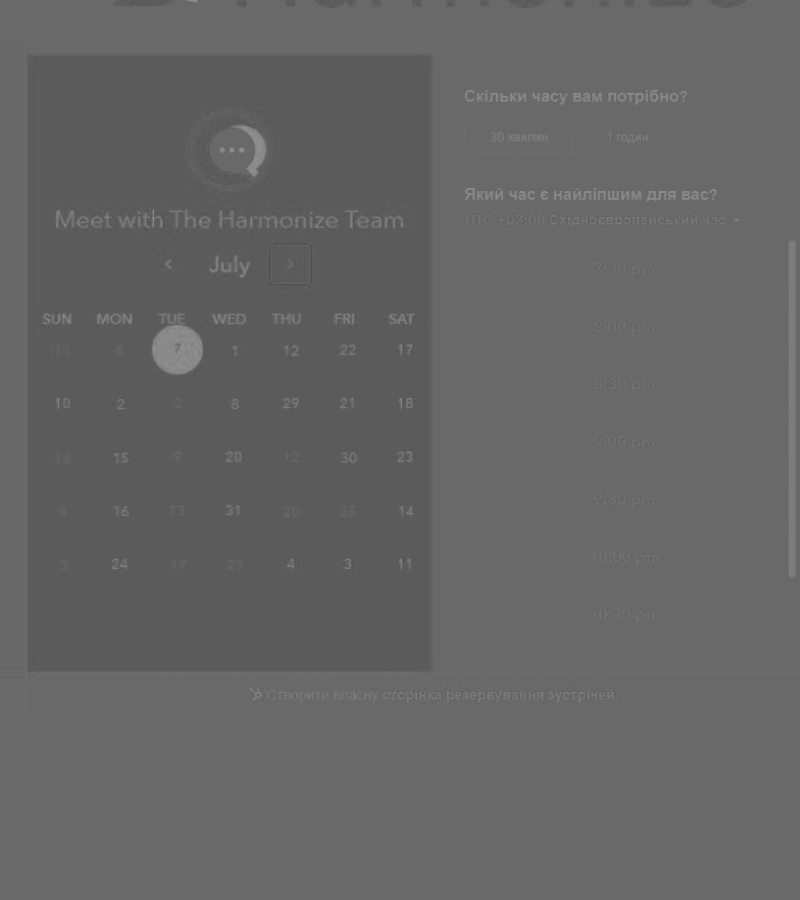 Meet with The Harmonize Team
July
SUN MON TUE WED THU FRI SAT
11 6 7 1 12 22 17
10 2 2 8 29 21 18
18 15 9 20 12 30 23
6 16 13 31 20 25 14
3 24 17 29 4 3 11
Скільки часу вам потрібно?
30 хвилин 1 годин
Який час є найліпшим для вас?
UTC +03:00 Східноєвропейський час
7:30 pm
8:00 pm
8:30 pm
9:00 pm
9:30 pm
10:00 pm
10:30 pm
Створити власну сторінка резервування зустрічей